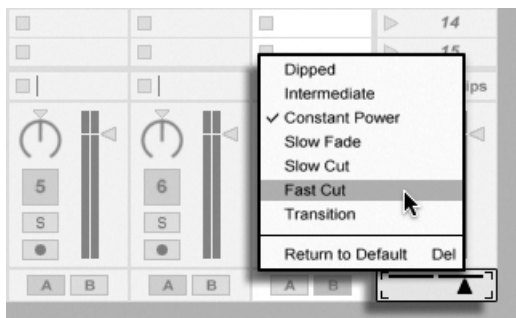 14
15
Dipped
ips
Intermediate
✓ Constant Power
Slow Fade
Slow Cut
5 6 Fast Cut
Transition
S S
Return to Default Del
A B A B A B